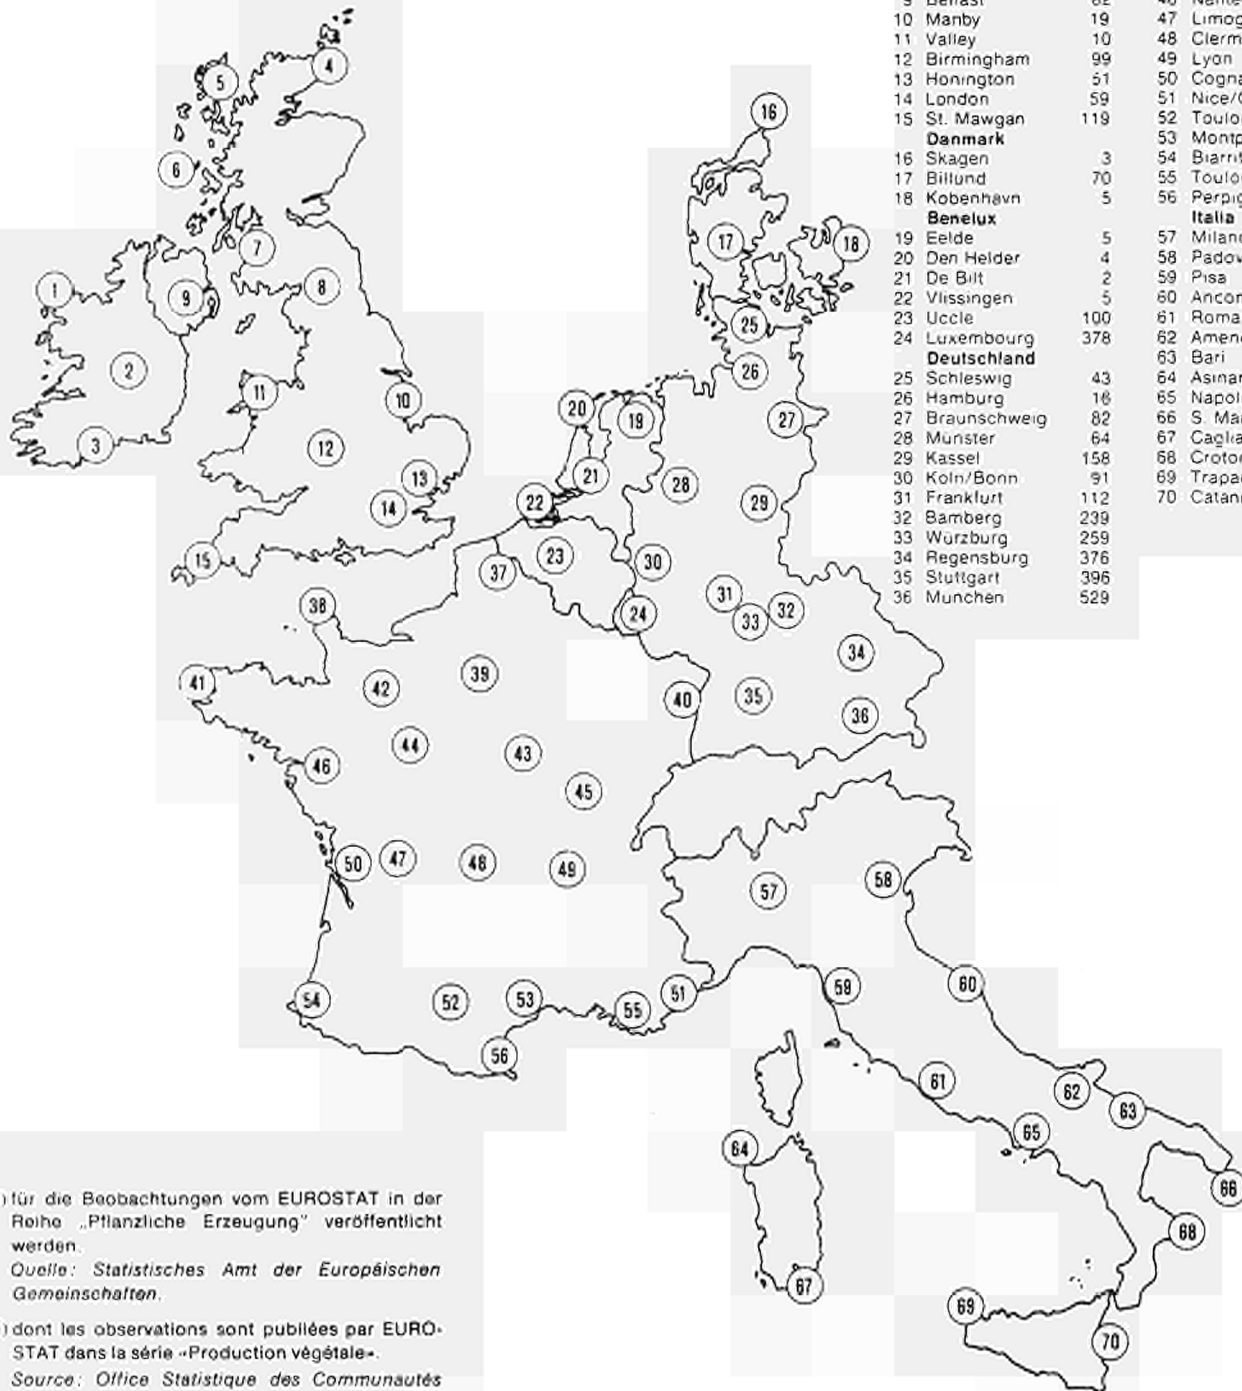 10 Manby 19
11 Valley 10
12 Birmingham 99
13 Honington 51
14 London 59
15 St. Mawgan 119
Danmark
16 Skagen 3
17 Billund 70
18 Kobenhavn 5
Benelux
19 Eelde 5
20 Den Helder 4
21 De Bilt 2
22 Vlissingen 5
23 Uccle 100
24 Luxembourg 378
Deutschland
25 Schleswig 43
26 Hamburg 16
27 Braunschweig 82
28 Münster 64
29 Kassel 158
30 Koln/Bonn 91
31 Frankfurt 112
32 Bamberg 239
33 Würzburg 259
34 Regensburg 376
35 Stuttgart 396
36 Munchen 529
47 Limog
48 Clerm
49 Lyon
50 Cogna
51 Nice/
52 Toulo
53 Montp
54 Biarri
55 Toulo
56 Perpig
Italia
57 Milan
58 Padov
59 Pisa
60 Ancon
61 Roma
62 Amen
63 Bari
64 Asinar
65 Napol
66 S. Ma
67 Caglia
68 Croto
69 Trapa
70 Catan
4
5
16
6
7
17
18
1
9
8
25
2
26
11
10
20
19
27
3
12
13
21
28
14
22
29
15
23
30
37
31
32
38
24
33
34
39
41
42
40
35
36
44
43
46
45
50
47
48
49
57
58
54
52
53
55
51
59
60
56
61
62
63
65
64
66
68
67
69
70
) für die Beobachtungen vom EUROSTAT in der
Reihe „Pflanzliche Erzeugung" veröffentlicht
werden.
Quelle: Statistisches Amt der Europäischen
Gemeinschaften.
) dont les observations sont publiées par EURO-
STAT dans la série «Production végétale».
Source: Office Statistique des Communautés